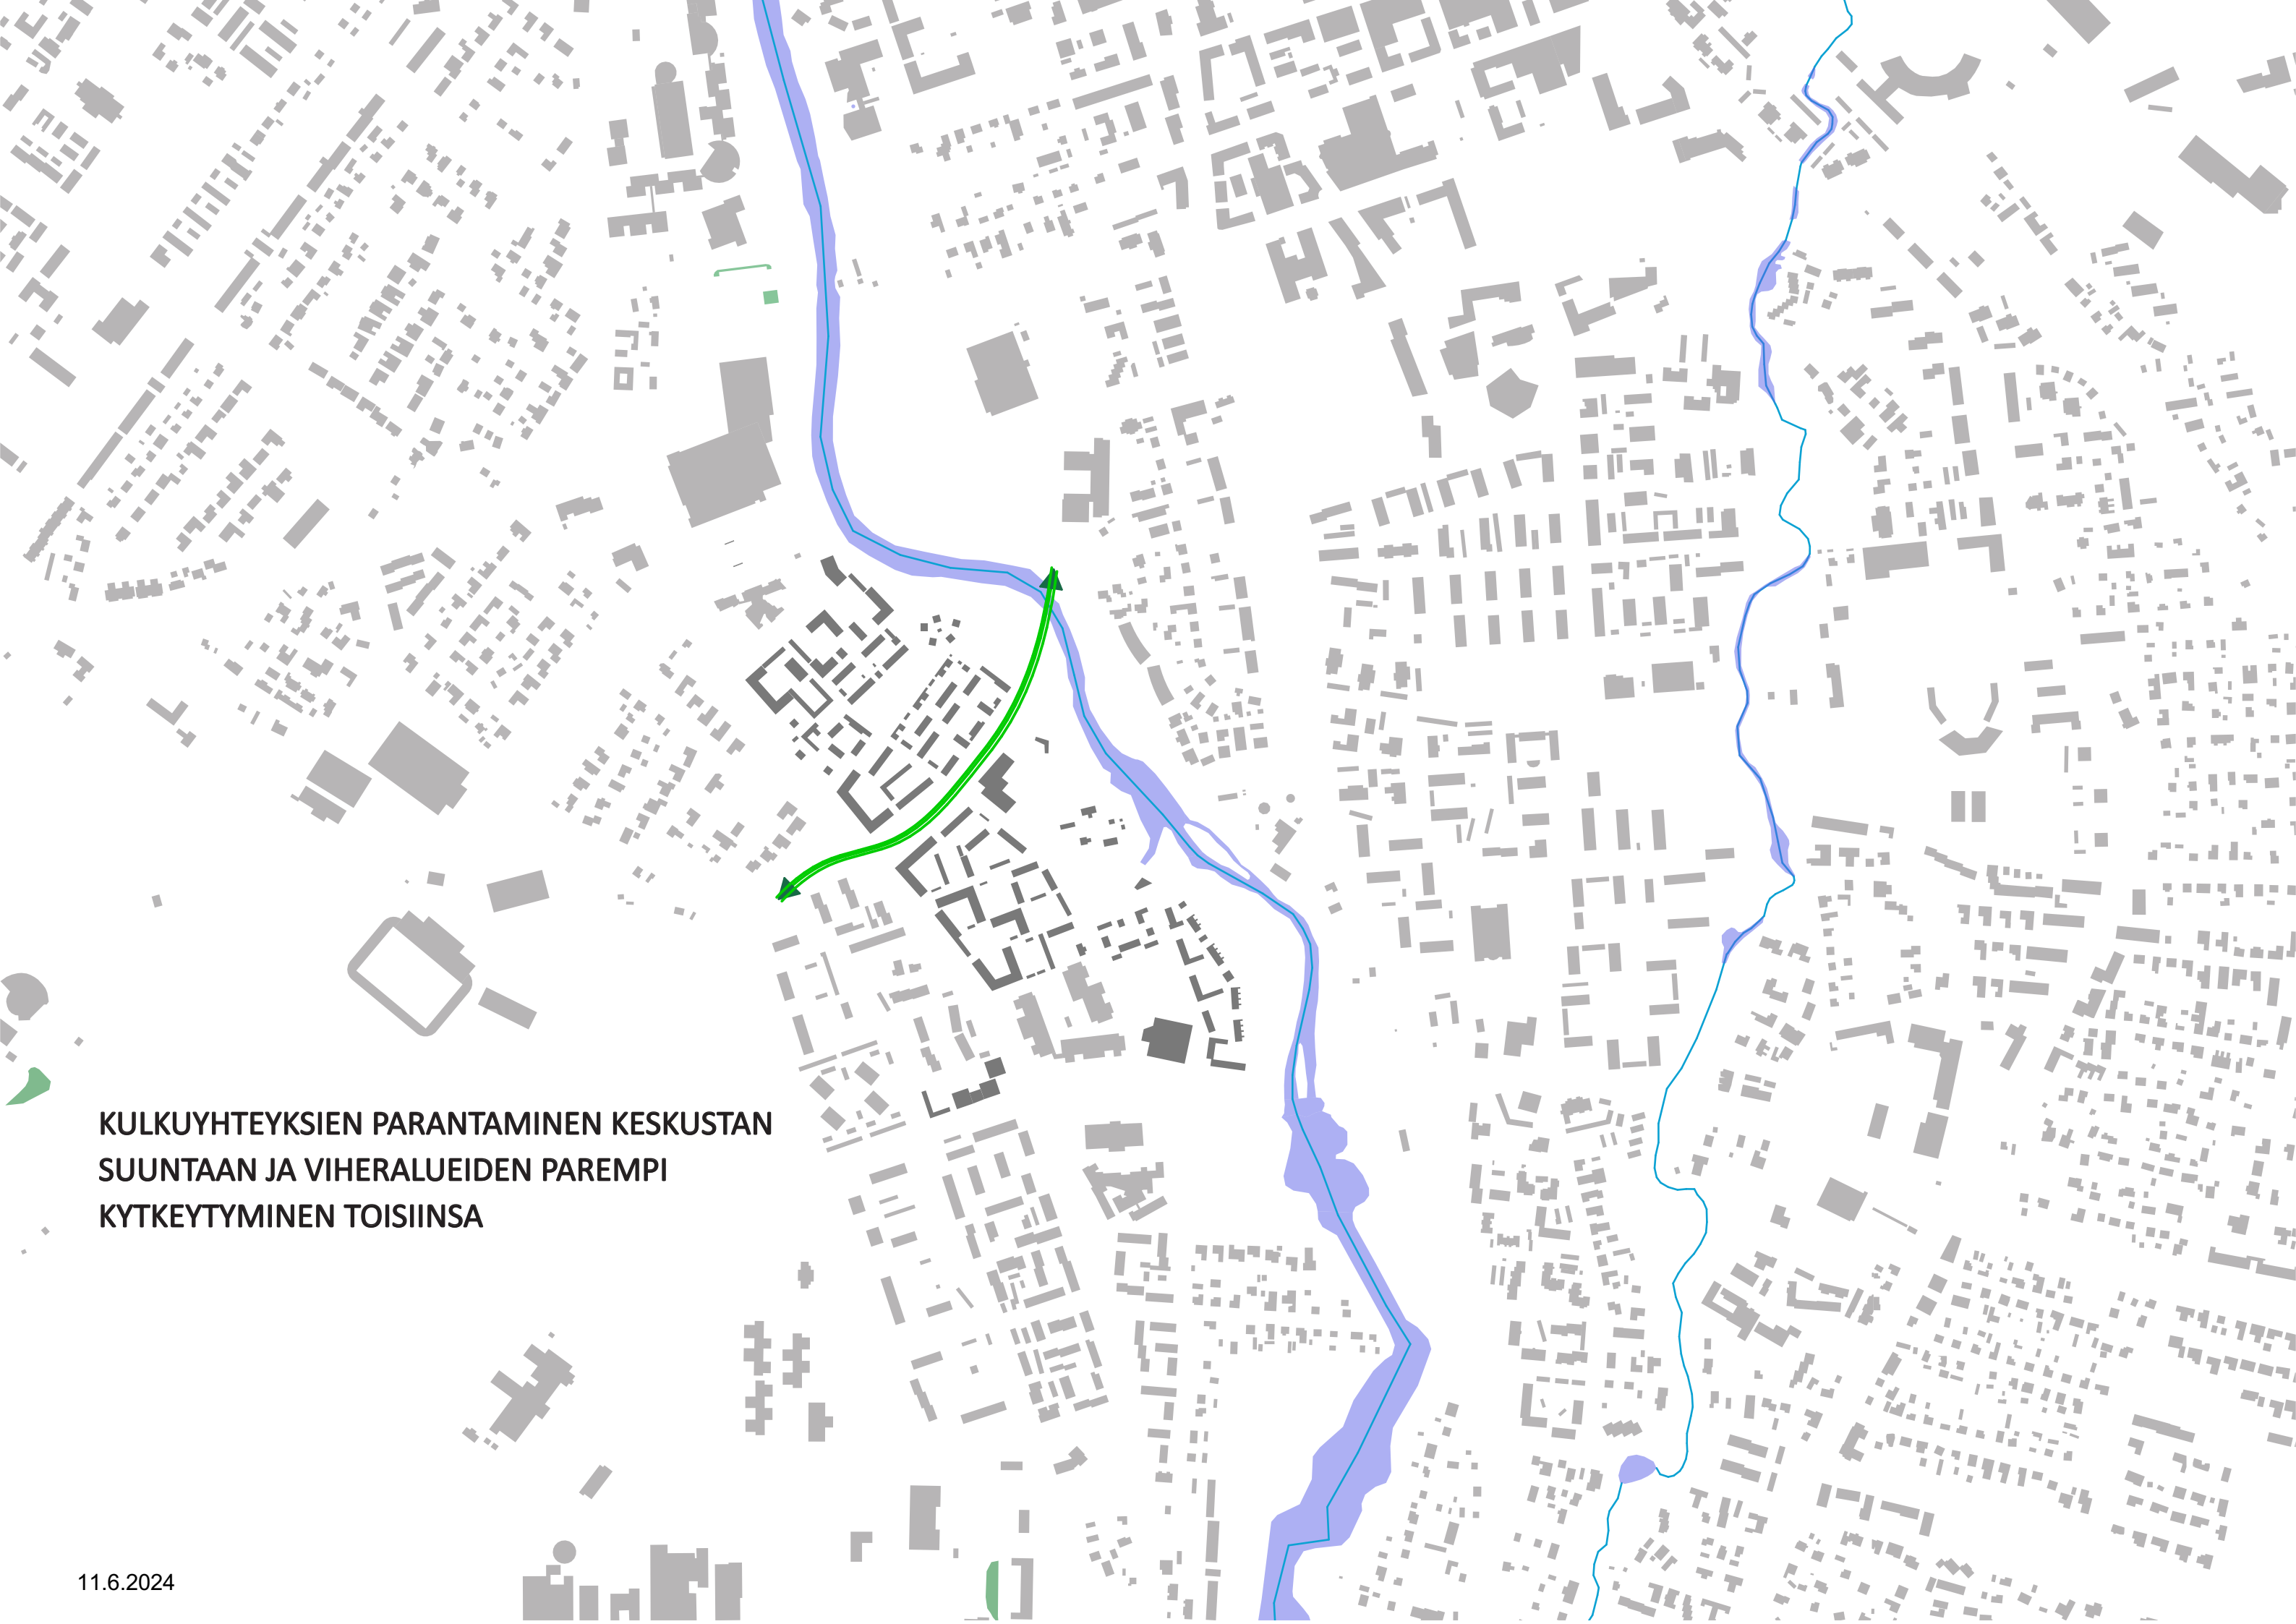 KULKUYHTEYKSIEN PARANTAMINEN KESKUSTAN
SUUNTAAN JA VIHERALUEIDEN PAREMPI
KYTKEYTYMINEN TOISIINSA
11.6.2024